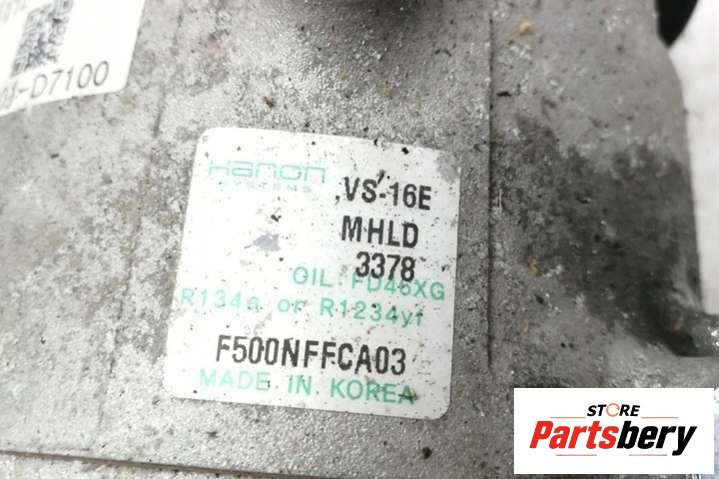 -D7100
Hanon
SYSTEMS
VS-16E
MHLD
3378
OIL FD46XG
R134a or R1234yf
F500NFFCA03
MADE IN KOREA
STORE
Partsbery